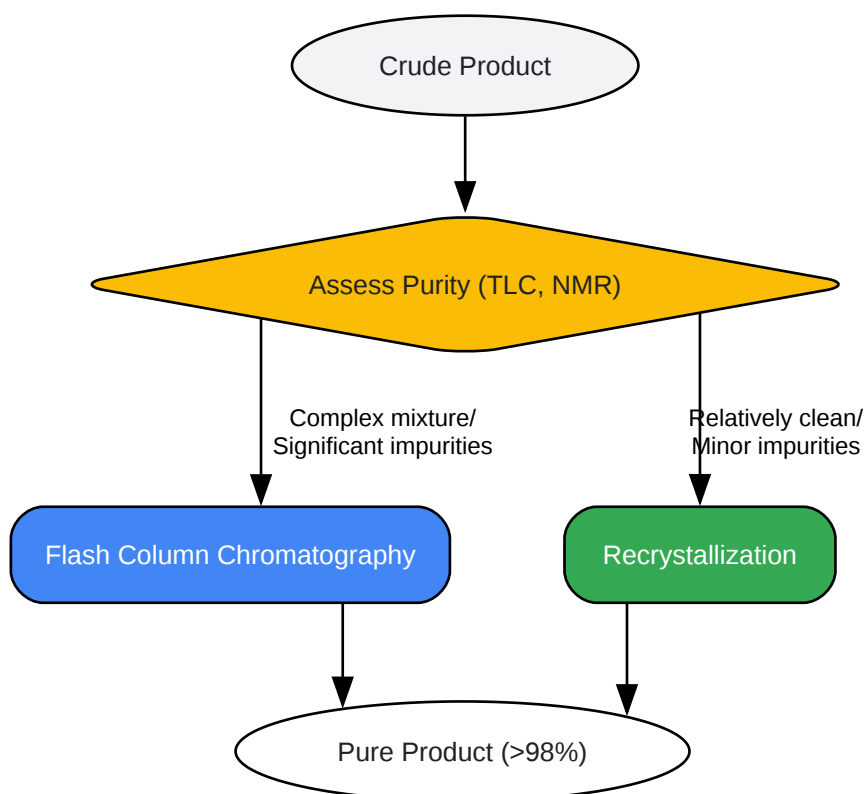 Crude Product
Assess Purity (TLC, NMR)
Complex mixture/
Significant impurities
Relatively clean/
Minor impurities
Flash Column Chromatography
Recrystallization
Pure Product (>98%)